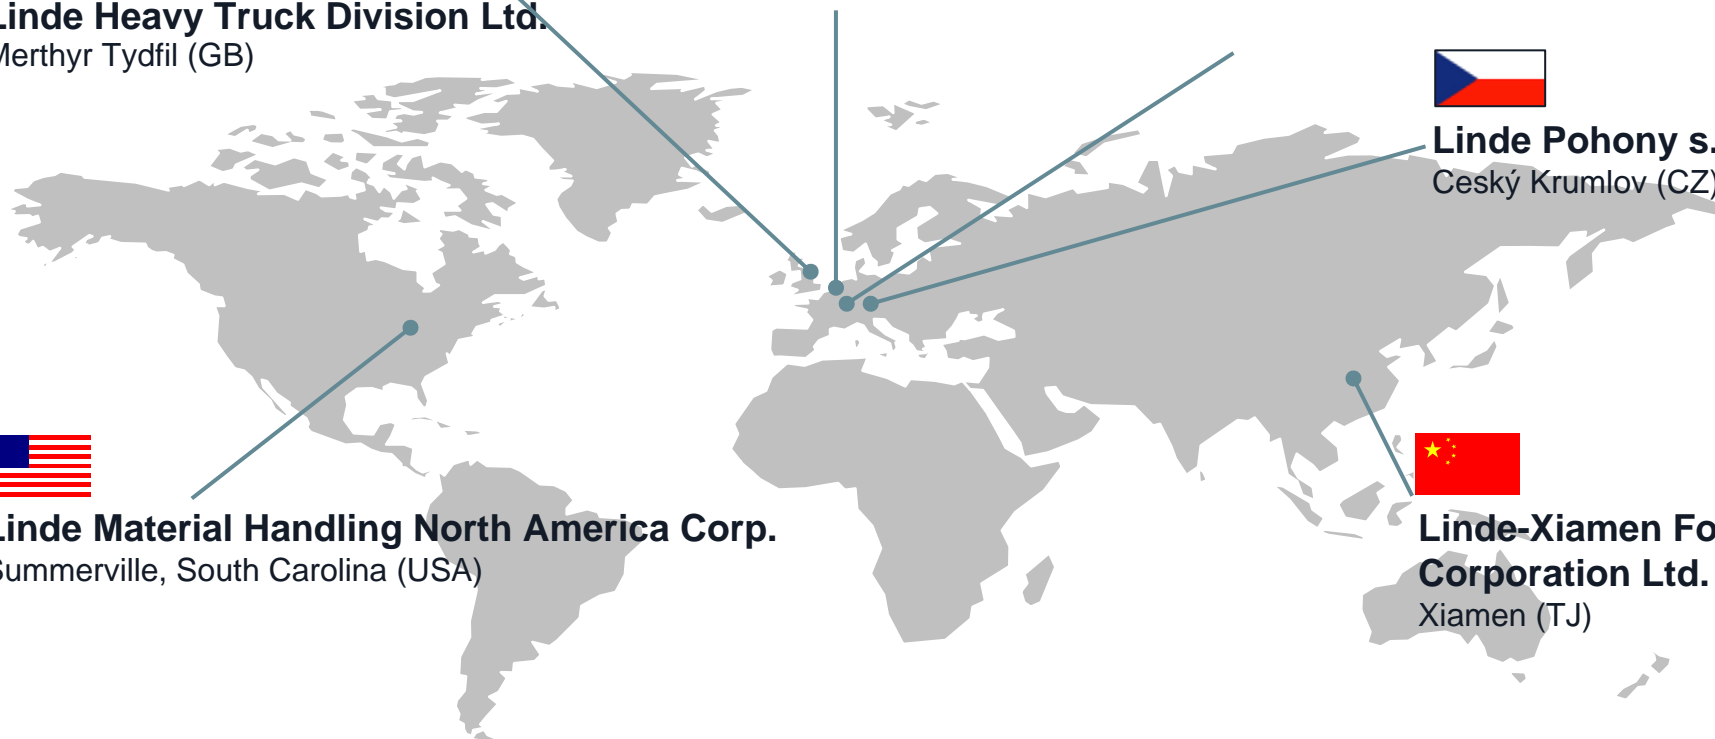 Linde Heavy Truck Division Ltd.
Merthyr Tydfil (GB)
Linde Pohony s.
Ceský Krumlov (CZ)
Linde Material Handling North America Corp.
Summerville, South Carolina (USA)
Linde-Xiamen Fo
Corporation Ltd.
Xiamen (TJ)